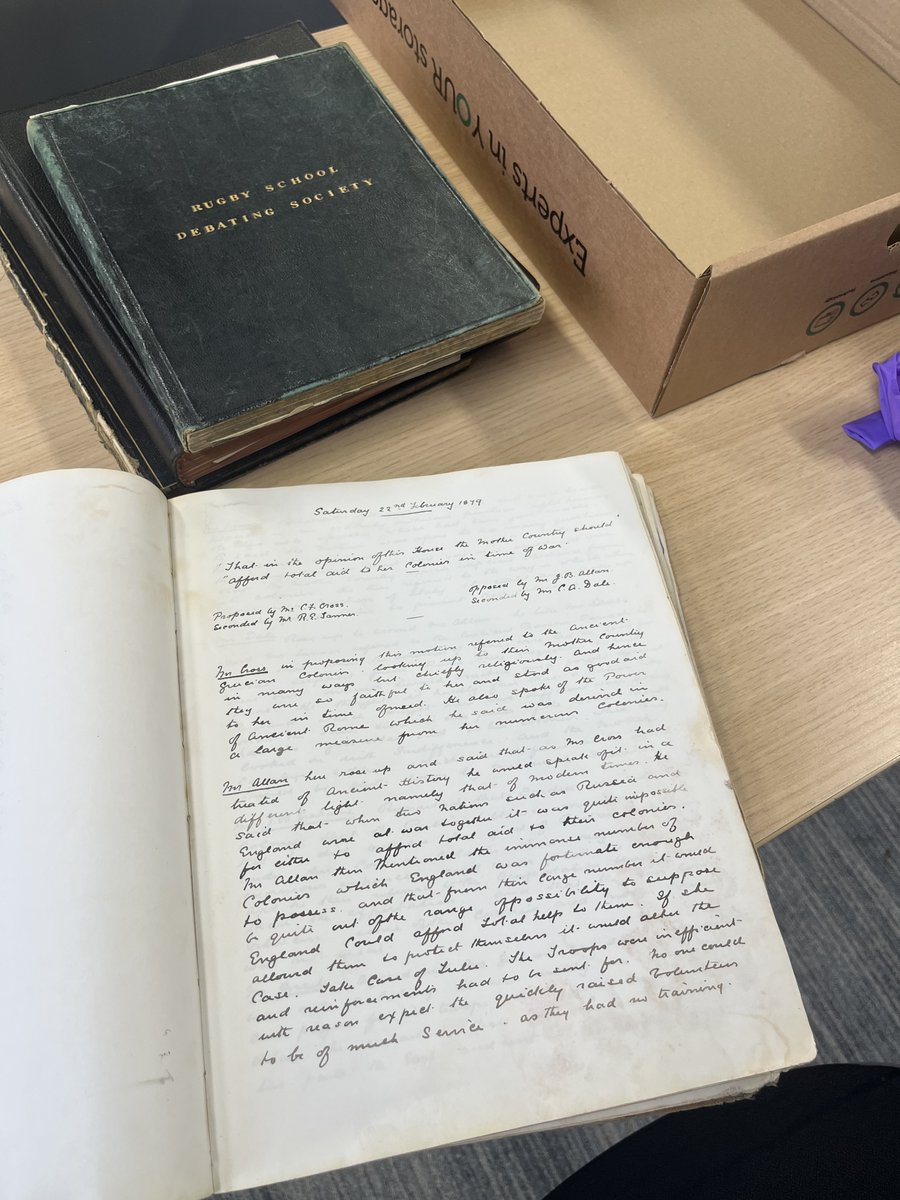 RUGBY SCHOOL
DEBATING SOCIETY
Experts in YOUR storage
Saturday 22nd February 1879
"That in the opinion of this House the Mother Country should"
"afford total aid to her Colonies in time of War"
Proposed by Mr C.F. Cross.
Seconded by Mr R.E. Tanner
opposed by Mr J.B. Allan.
Seconded by Mr C.A. Dale.
Mr Cross in proposing this motion refered to the Ancient
Grecian Colonies looking up to their Mother Country
in many ways but chiefly religiously and hence
they were so faithful to her and stood as good aid
to her in time of need. He also spoke of the Power
of Ancient Rome which he said was derived in
a large measure from her numerous Colonies.
Mr Allan here rose up and said that as Mr Cross had
treated of Ancient History he would speak of it in a
different light namely that of modern times. He
said that when two Nations such as Russia and
England were at war together it was quite impossible
for either to afford total aid to their colonies.
Mr Allan then mentioned the immense number of
Colonies which England was fortunate enough
to possess. and that from their large number it would
be quite out of the range of possibility to suppose
England could afford total help to them. If she
allowed them to protect themselves it would alter the
Case. Take Case of Zulu. The Troops were inefficient
and reinforcements had to be sent for. No one could
with reason expect the quickly raised Volunteers
to be of much Service. as they had no training.